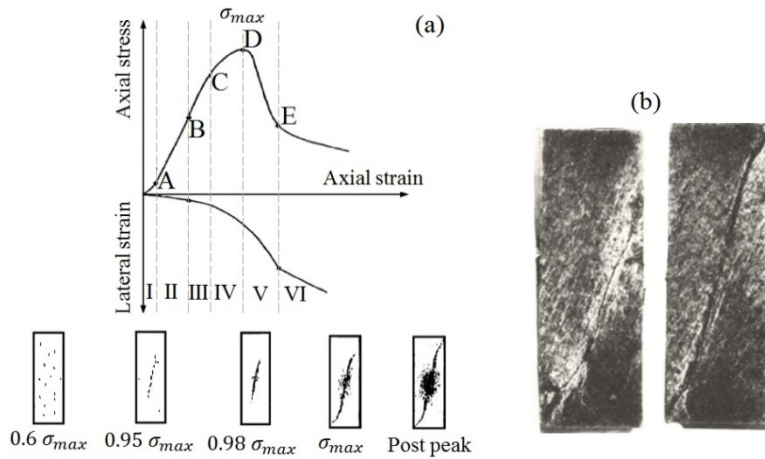 σmax
(a)
Axial stress
D
C
B
E
A
Axial strain
Lateral strain
I II III IV V VI
0.6 σmax
0.95 σmax
0.98 σmax
σmax
Post peak
(b)